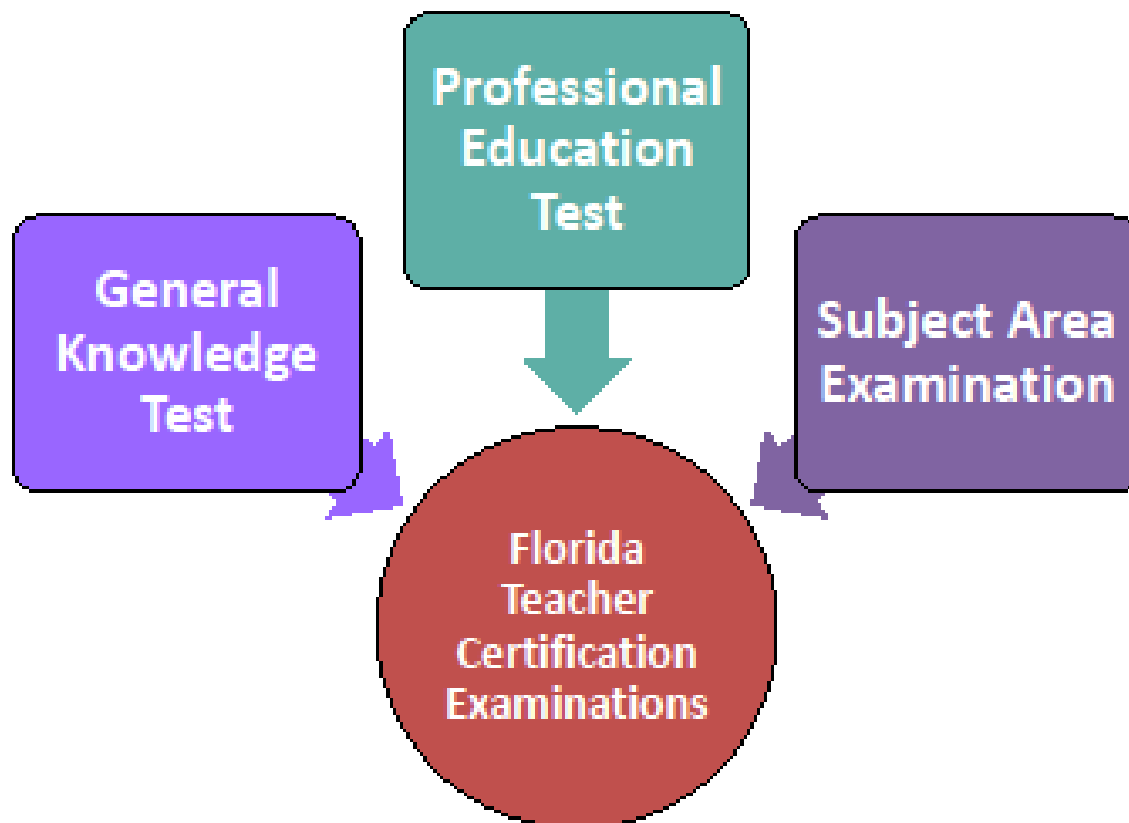 Professional
Education
Test
General
Knowledge
Test
Subject Area
Examination
Florida
Teacher
Certification
Examinations